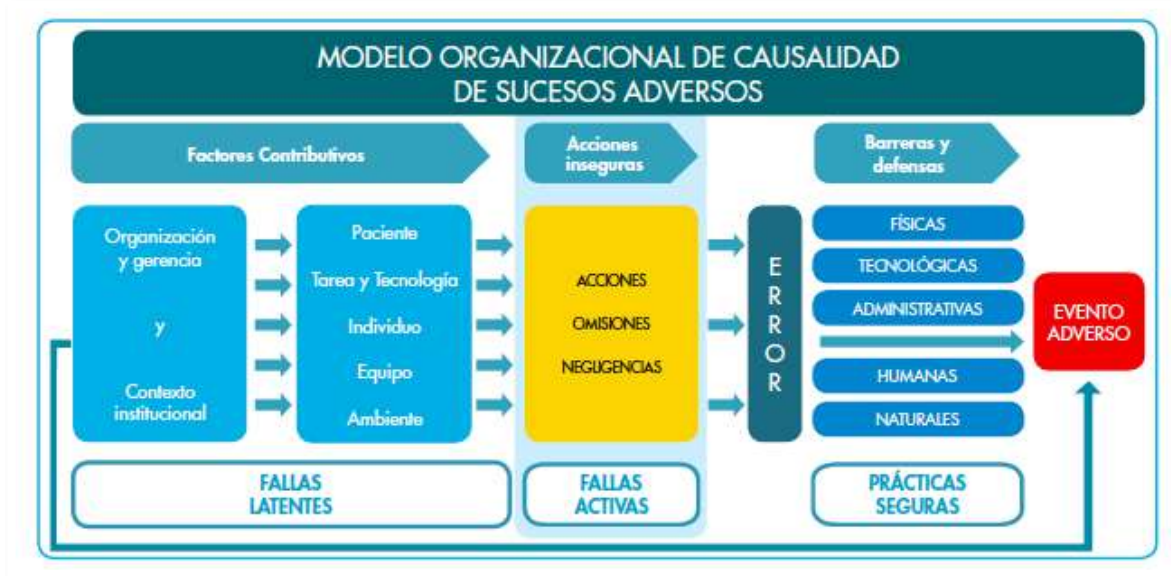 MODELO ORGANIZACIONAL DE CAUSALIDAD
DE SUCESOS ADVERSOS
Factores Contributivos
Acciones
inseguras
Barreras y
defensas
Organización
y gerencia
y
Contexto
institucional
Paciente
Tarea y Tecnología
Individuo
Equipo
Ambiente
ACCIONES
OMISIONES
NEGLIGENCIAS
ERROR
FÍSICAS
TECNOLÓGICAS
ADMINISTRATIVAS
HUMANAS
NATURALES
EVENTO
ADVERSO
FALLAS
LATENTES
FALLAS
ACTIVAS
PRÁCTICAS
SEGURAS